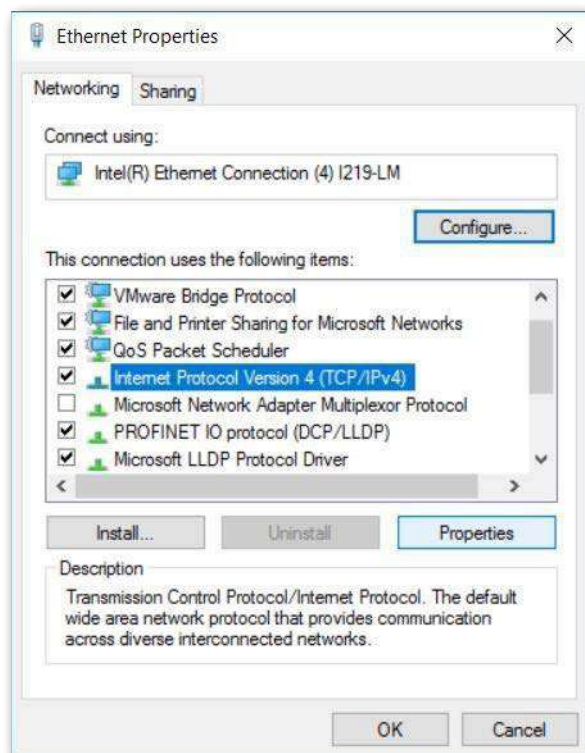 Ethernet Properties
Networking Sharing
Connect using:
Intel(R) Ethernet Connection (4) I219-LM
Configure...
This connection uses the following items:
VMware Bridge Protocol
File and Printer Sharing for Microsoft Networks
QoS Packet Scheduler
Internet Protocol Version 4 (TCP/IPv4)
Microsoft Network Adapter Multiplexor Protocol
PROFINET IO protocol (DCP/LLDP)
Microsoft LLDP Protocol Driver
Install... Uninstall Properties
Description
Transmission Control Protocol/Internet Protocol. The default
wide area network protocol that provides communication
across diverse interconnected networks.
OK Cancel